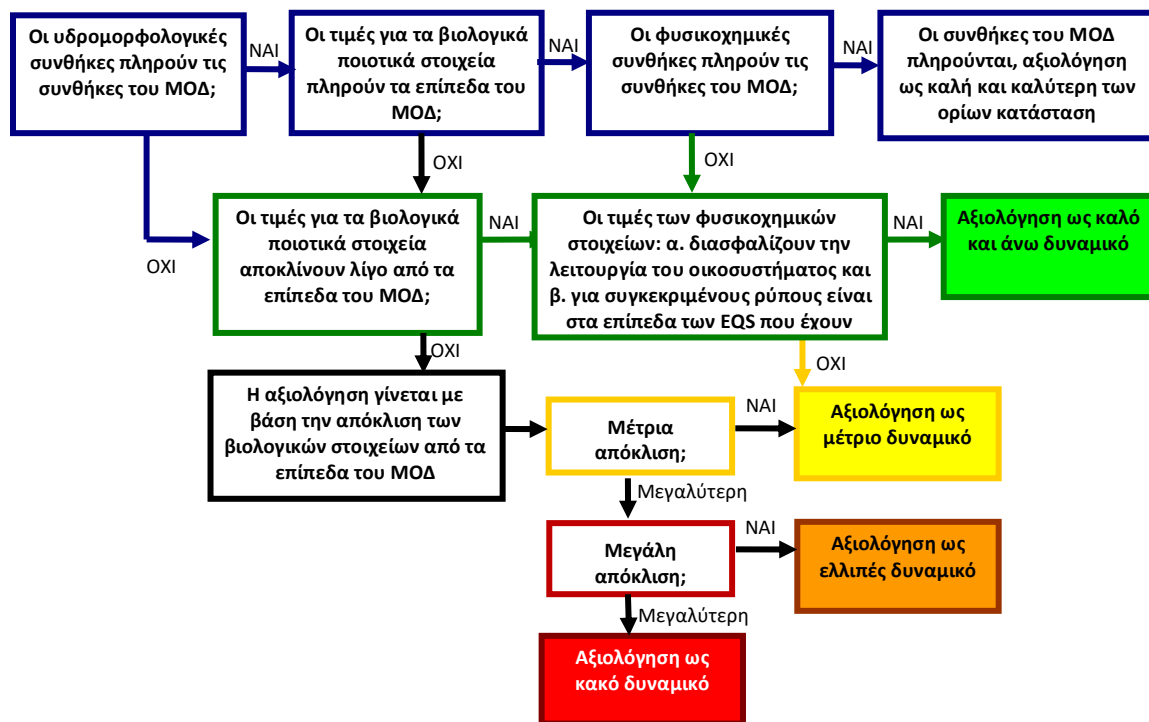 Οι υδρομορφολογικές
συνθήκες πληρούν τις
συνθήκες του ΜΟΔ;
ΝΑΙ
Οι τιμές για τα βιολογικά
ποιοτικά στοιχεία
πληρούν τα επίπεδα του
ΜΟΔ;
ΝΑΙ
Οι φυσικοχημικές
συνθήκες πληρούν τις
συνθήκες του ΜΟΔ;
ΝΑΙ
Οι συνθήκες του ΜΟΔ
πληρούνται, αξιολόγηση
ως καλή και καλύτερη των
ορίων κατάσταση
ΟΧΙ
ΟΧΙ
ΟΧΙ
Οι τιμές για τα βιολογικά
ποιοτικά στοιχεία
αποκλίνουν λίγο από τα
επίπεδα του ΜΟΔ;
ΝΑΙ
Οι τιμές των φυσικοχημικών
στοιχείων: α. διασφαλίζουν την
λειτουργία του οικοσυστήματος και
β. για συγκεκριμένους ρύπους είναι
στα επίπεδα των EQS που έχουν
ΝΑΙ
Αξιολόγηση ως καλό
και άνω δυναμικό
ΟΧΙ
ΟΧΙ
Η αξιολόγηση γίνεται με
βάση την απόκλιση των
βιολογικών στοιχείων από τα
επίπεδα του ΜΟΔ
Μέτρια
απόκλιση;
ΝΑΙ
Αξιολόγηση ως
μέτριο δυναμικό
Μεγαλύτερη
Μεγάλη
απόκλιση;
ΝΑΙ
Αξιολόγηση ως
ελλιπές δυναμικό
Μεγαλύτερη
Αξιολόγηση ως
κακό δυναμικό